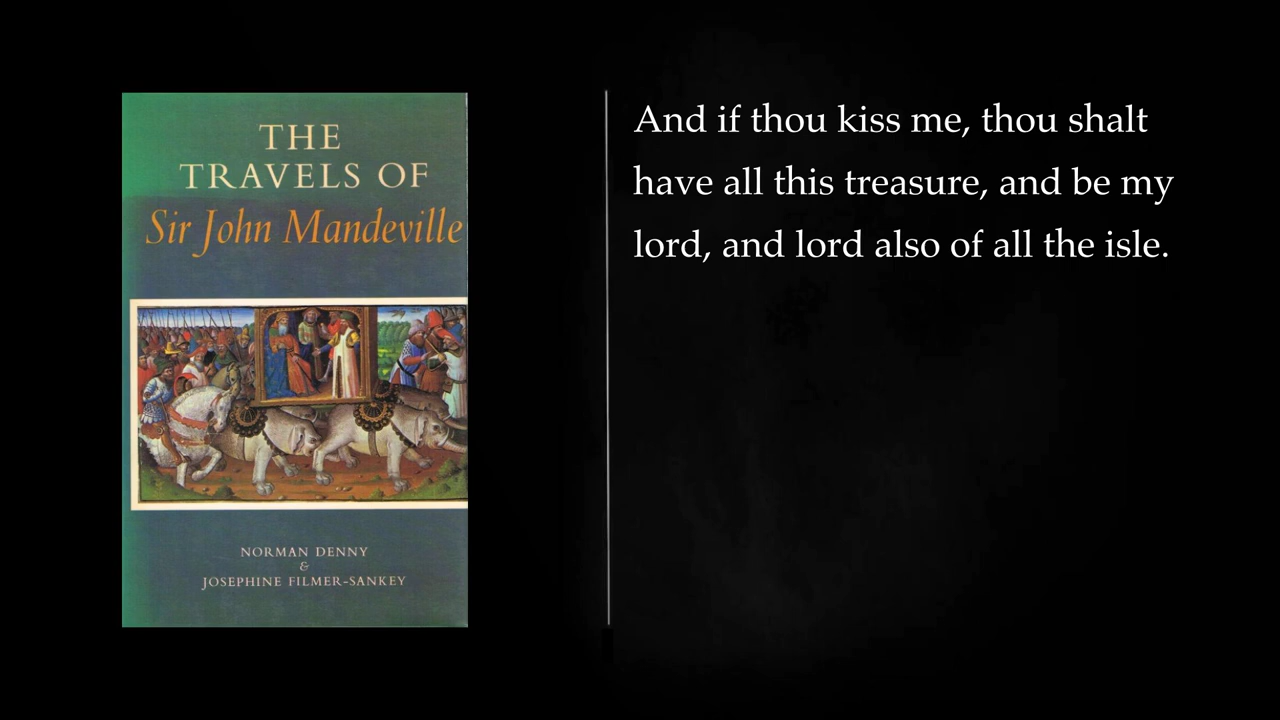 THE
TRAVELS OF
Sir John Mandeville
NORMAN DENNY
&
JOSEPHINE FILMER-SANKEY
And if thou kiss me, thou shalt
have all this treasure, and be my
lord, and lord also of all the isle.